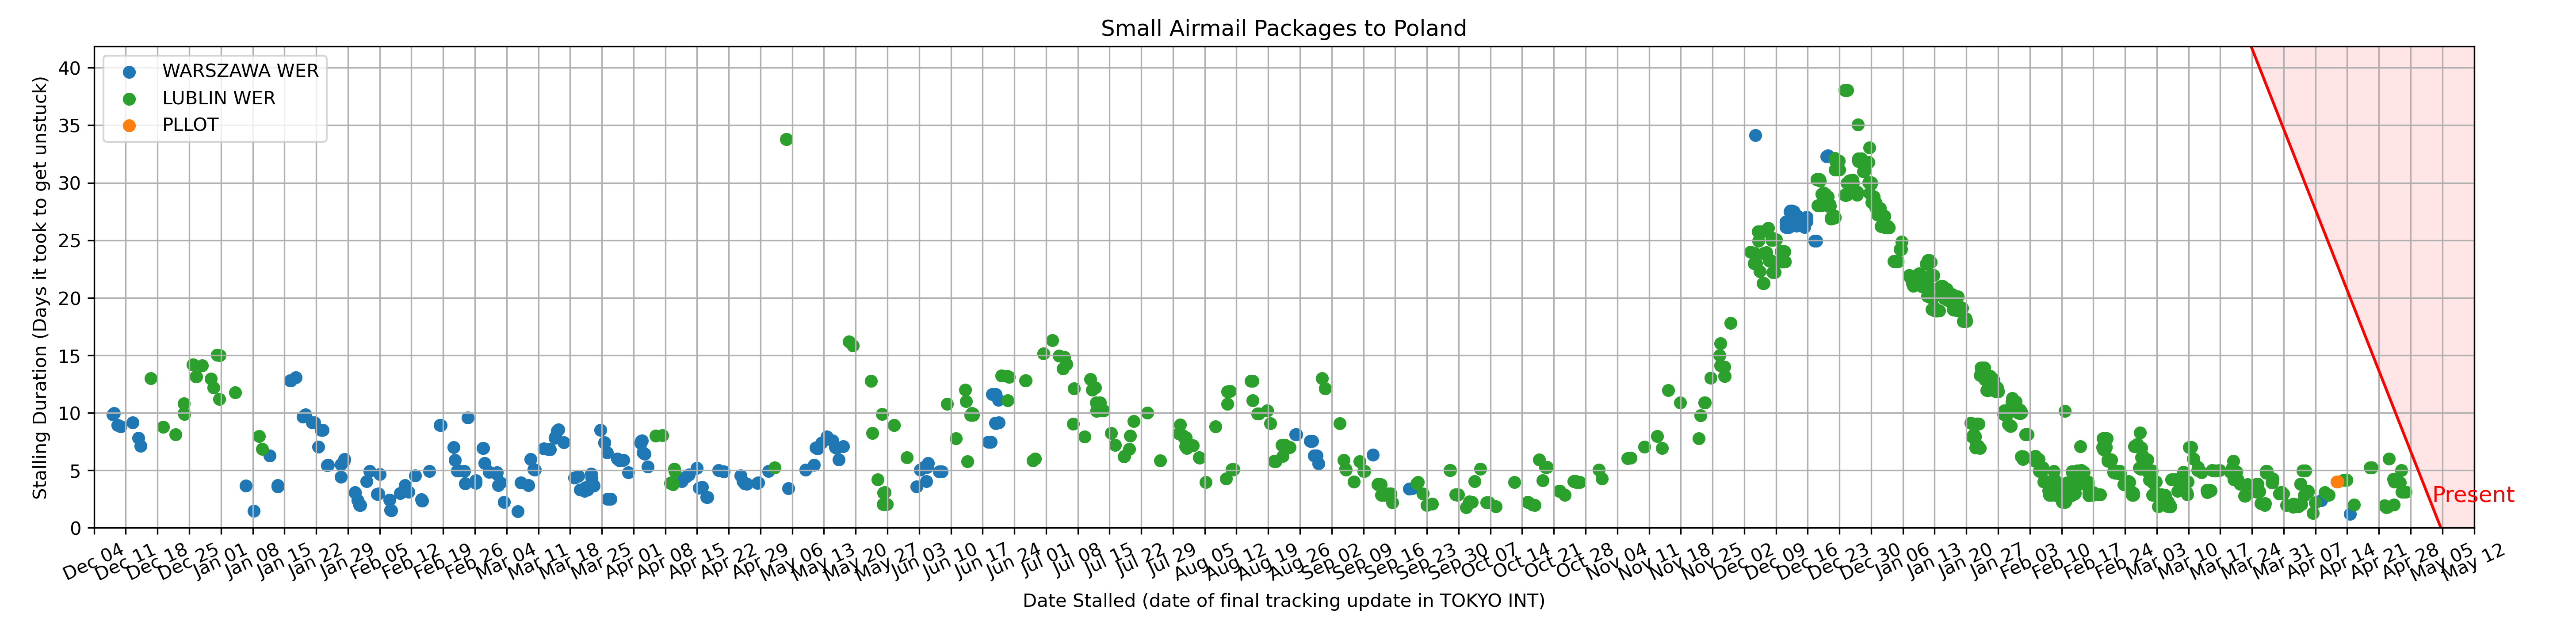 Small Airmail Packages to Poland
WARSZAWA WER
LUBLIN WER
PLLOT
Stalling Duration (Days it took to get unstuck)
40
35
30
25
20
15
10
5
0
Present
Dec 04
Dec 11
Dec 18
Dec 25
Jan 01
Jan 08
Jan 15
Jan 22
Jan 29
Feb 05
Feb 12
Feb 19
Feb 26
Mar 04
Mar 11
Mar 18
Mar 25
Apr 01
Apr 08
Apr 15
Apr 22
Apr 29
May 06
May 13
May 20
May 27
Jun 03
Jun 10
Jun 17
Jun 24
Jul 01
Jul 08
Jul 15
Jul 22
Jul 29
Aug 05
Aug 12
Aug 19
Aug 26
Sep 02
Sep 09
Sep 16
Sep 23
Sep 30
Oct 07
Oct 14
Oct 21
Oct 28
Nov 04
Nov 11
Nov 18
Nov 25
Dec 02
Dec 09
Dec 16
Dec 23
Dec 30
Jan 06
Jan 13
Jan 20
Jan 27
Feb 03
Feb 10
Feb 17
Feb 24
Mar 03
Mar 10
Mar 17
Mar 24
Mar 31
Apr 07
Apr 14
Apr 21
Apr 28
May 05
May 12
Date Stalled (date of final tracking update in TOKYO INT)